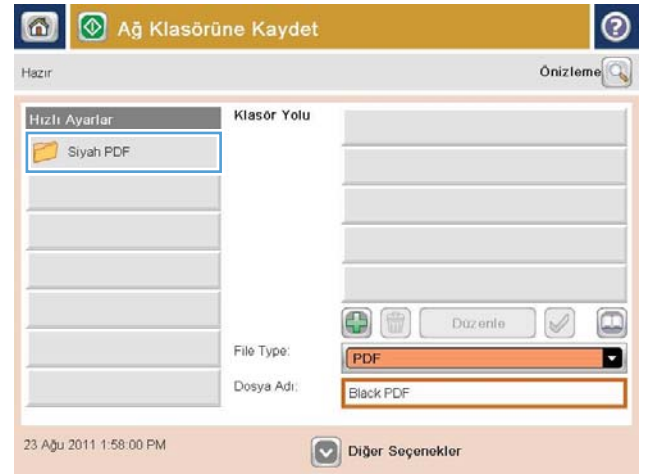 Ağ Klasörüne Kaydet
Hazır
Önizleme
Hızlı Ayarlar
Klasör Yolu
Siyah PDF
Düzenle
File Type:
PDF
Dosya Adı:
Black PDF
23 Ağu 2011 1:58:00 PM
Diğer Seçenekler